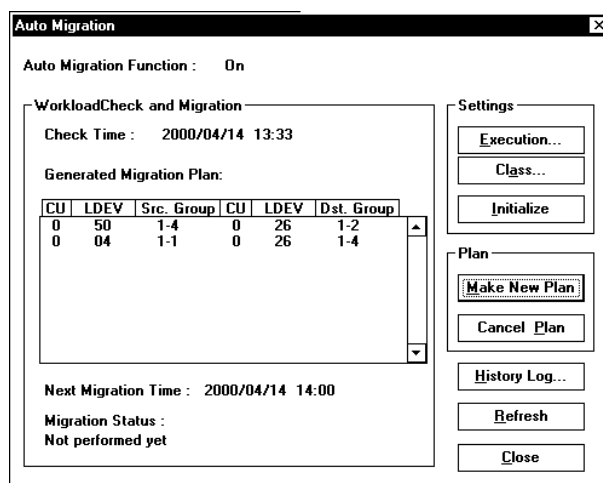 Auto Migration
Auto Migration Function : On
WorkloadCheck and Migration
Check Time : 2000/04/14 13:33
Generated Migration Plan:
CU LDEV Src. Group CU LDEV Dst. Group
0 50 1-4 0 26 1-2
0 04 1-1 0 26 1-4
Next Migration Time : 2000/04/14 14:00
Migration Status :
Not performed yet
Settings
Execution...
Class...
Initialize
Plan
Make New Plan
Cancel Plan
History Log...
Refresh
Close